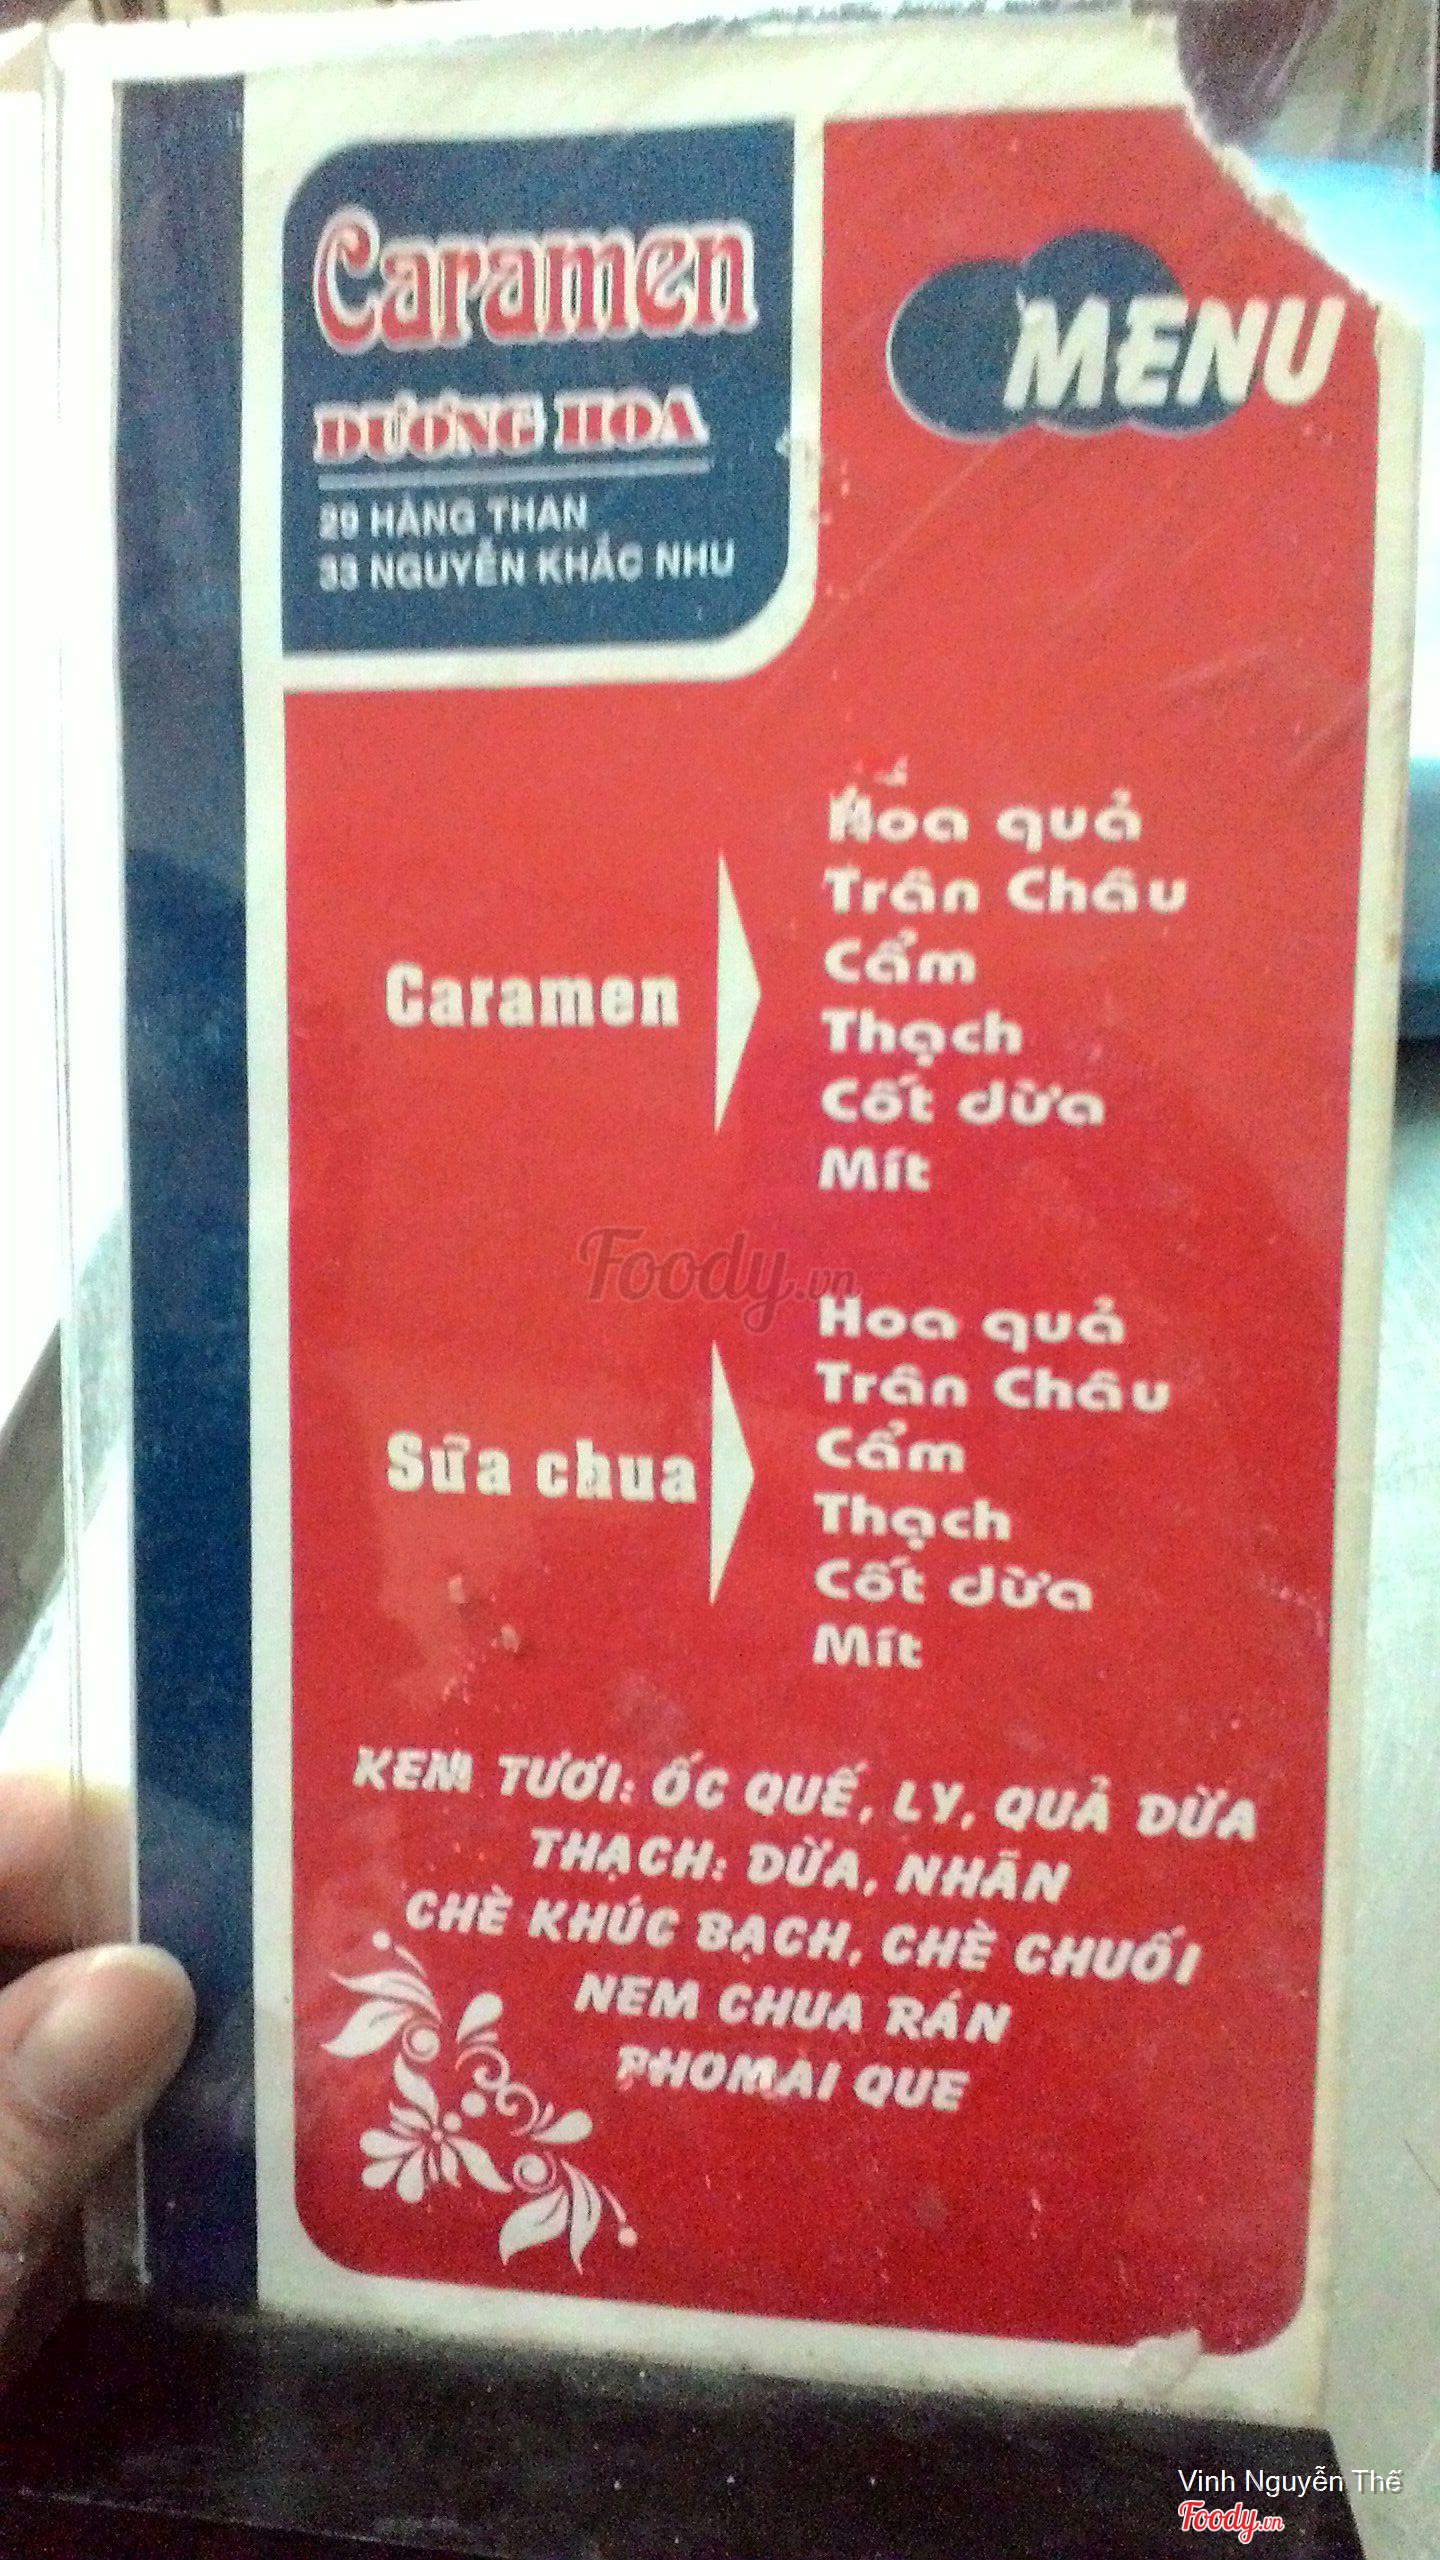 Caramen
DƯƠNG HOA
29 HÀNG THAN
33 NGUYỄN KHẮC NHU
MENU
Caramen
Hoa quả
Trân Châu
Cẩm
Thạch
Cốt dừa
Mít
Foody.vn
Sữa chua
Hoa quả
Trân Châu
Cẩm
Thạch
Cốt dừa
Mít
KEM TƯƠI: ỐC QUẾ, LY, QUẢ DỪA
THẠCH: DỪA, NHÃN
CHÈ KHÚC BẠCH, CHÈ CHUỐI
NEM CHUA RÁN
PHOMAI QUE
Vinh Nguyễn Thế
Foody.vn